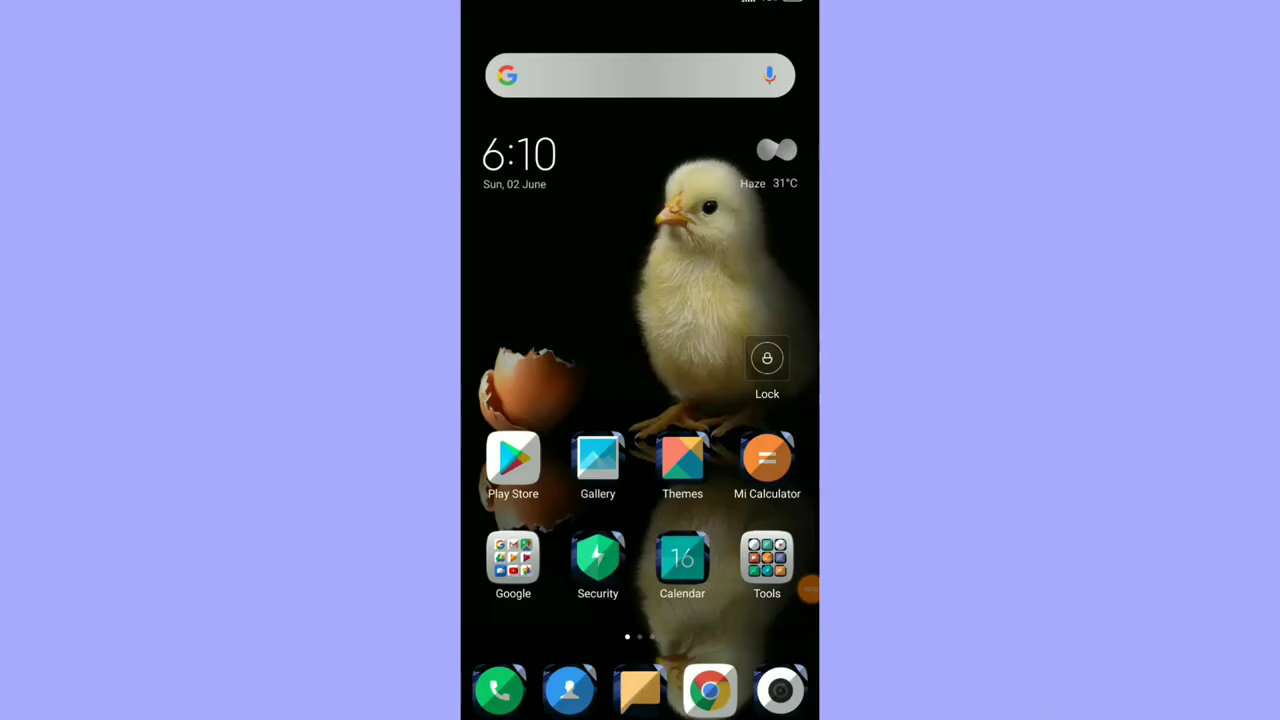 6:10
Sun, 02 June
Haze 31°C
Lock
Play Store
Gallery
Themes
Mi Calculator
16
Google
Security
Calendar
Tools